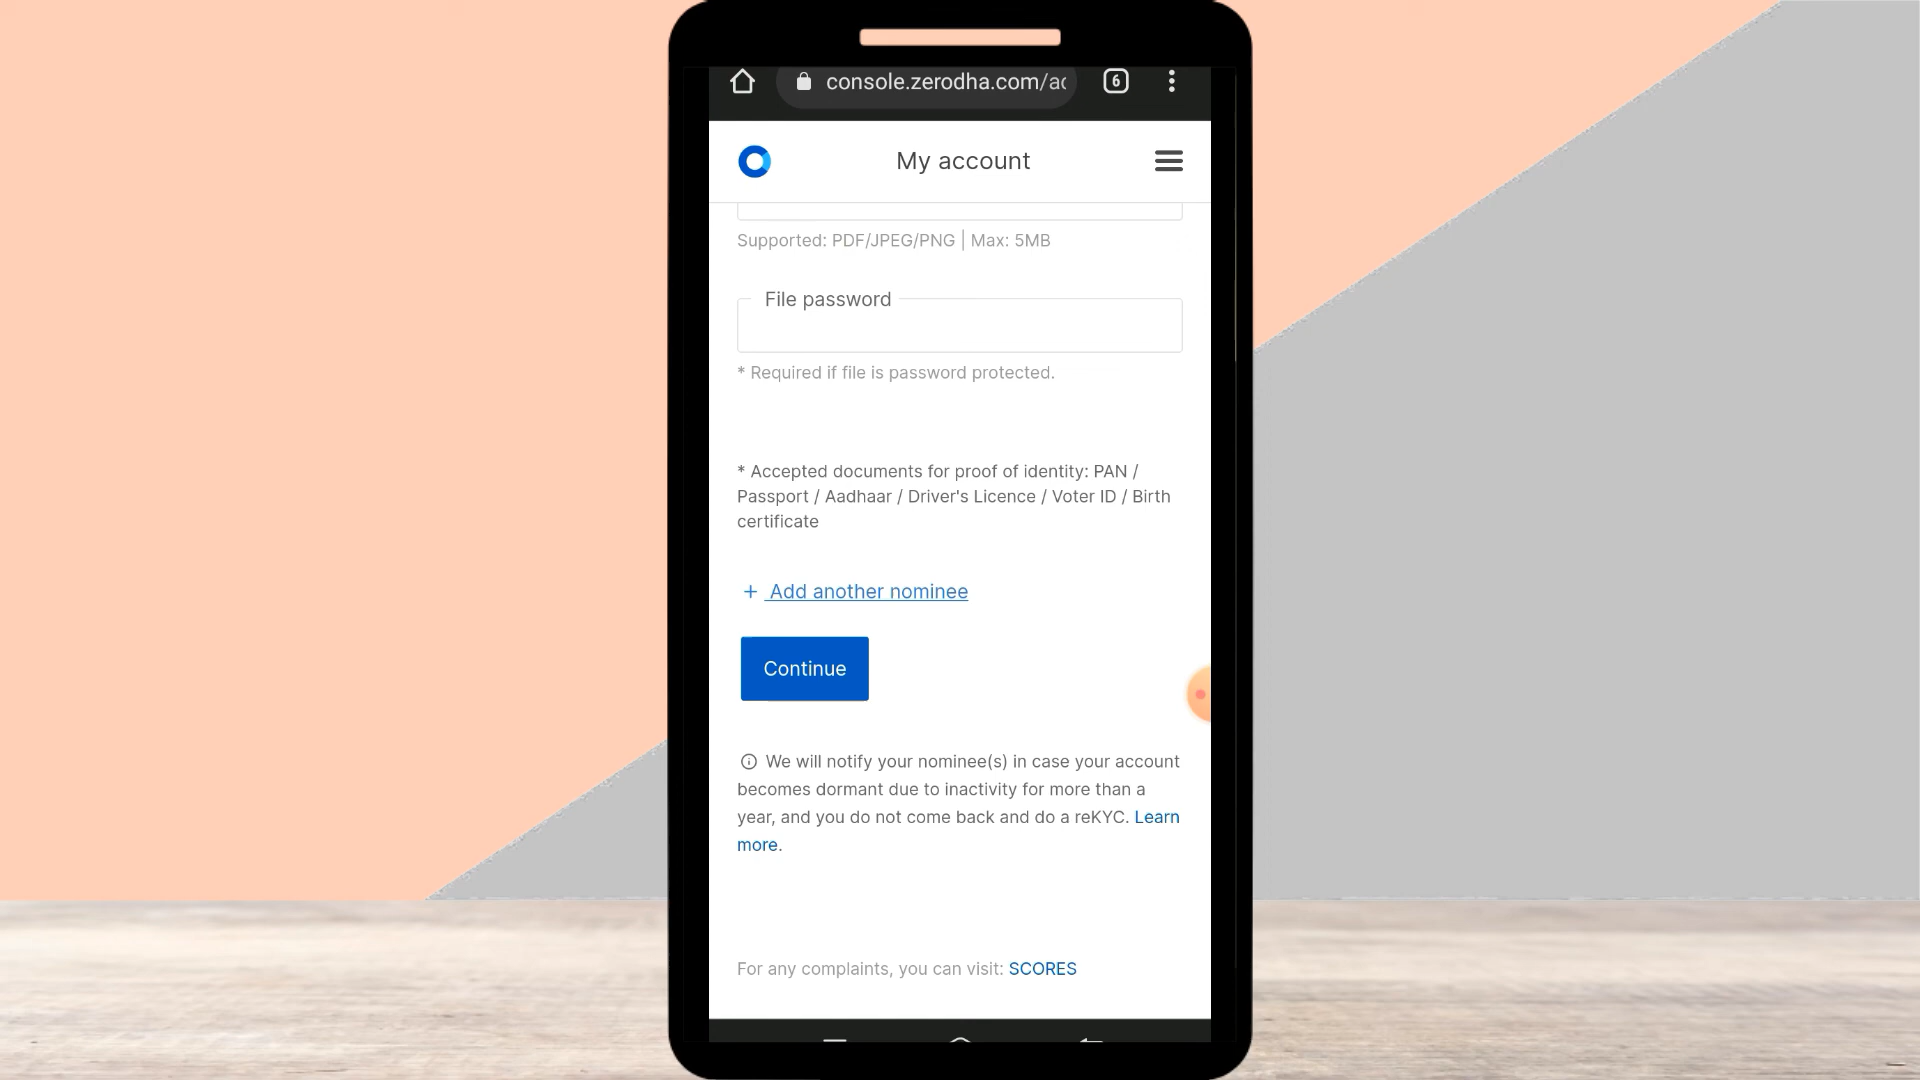 console.zerodha.com/ac
6
My account
Supported: PDF/JPEG/PNG | Max: 5MB
File password
* Required if file is password protected.
* Accepted documents for proof of identity: PAN /
Passport / Aadhaar / Driver's Licence / Voter ID / Birth
certificate
+ Add another nominee
Continue
We will notify your nominee(s) in case your account
becomes dormant due to inactivity for more than a
year, and you do not come back and do a reKYC. Learn
more.
For any complaints, you can visit: SCORES